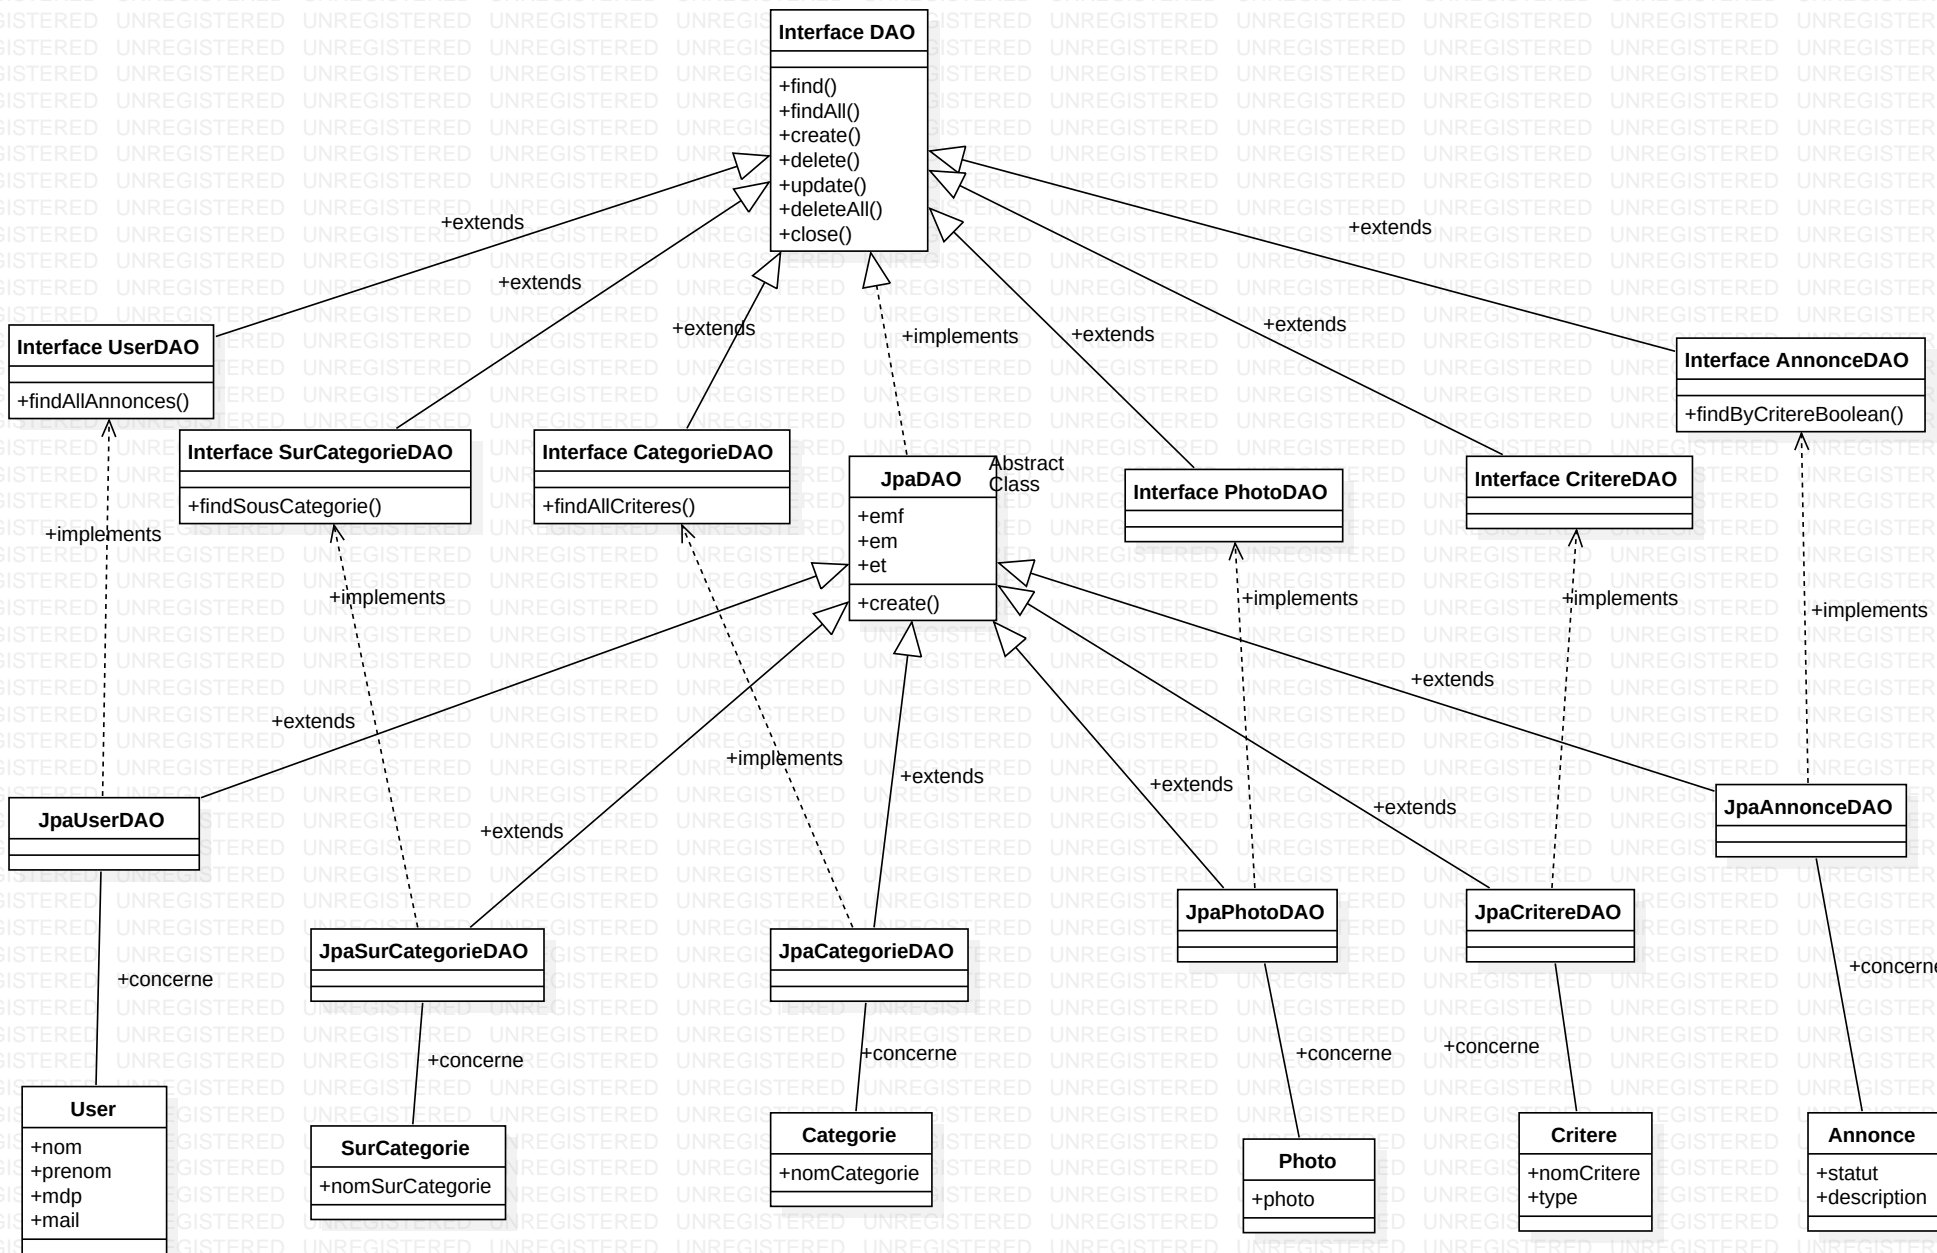 Interface DAO
+find()
+findAll()
+create()
+delete()
+update()
+deleteAll()
+close()
+extends
+extends
+extends
+implements
+extends
+extends
+extends
Interface UserDAO
+findAllAnnonces()
Interface SurCategorieDAO
+findSousCategorie()
Interface CategorieDAO
+findAllCriteres()
JpaDAO
+emf
+em
+et
+create()
Abstract
Class
Interface PhotoDAO
Interface CritereDAO
Interface AnnonceDAO
+findByCritereBoolean()
+implements
+implements
+implements
+implements
+implements
+implements
+extends
+extends
+extends
+extends
+extends
+extends
JpaUserDAO
JpaSurCategorieDAO
JpaCategorieDAO
JpaPhotoDAO
JpaCritereDAO
JpaAnnonceDAO
+concerne
+concerne
+concerne
+concerne
+concerne
+concerne
User
+nom
+prenom
+mdp
+mail
SurCategorie
+nomSurCategorie
Categorie
+nomCategorie
Photo
+photo
Critere
+nomCritere
+type
Annonce
+statut
+description
UNREGISTERED